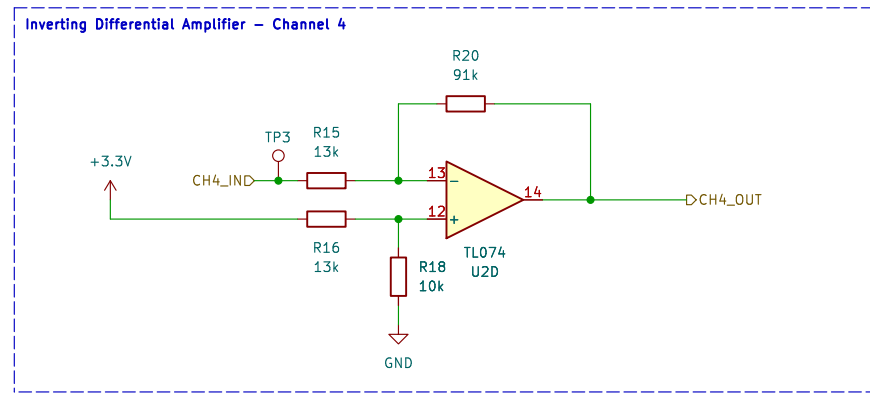 Inverting Differential Amplifier – Channel 4
R20
91k
TP3
R15
13k
+3.3V
CH4_IN
13
−
14
CH4_OUT
12
+
R16
13k
TL074
U2D
R18
10k
GND